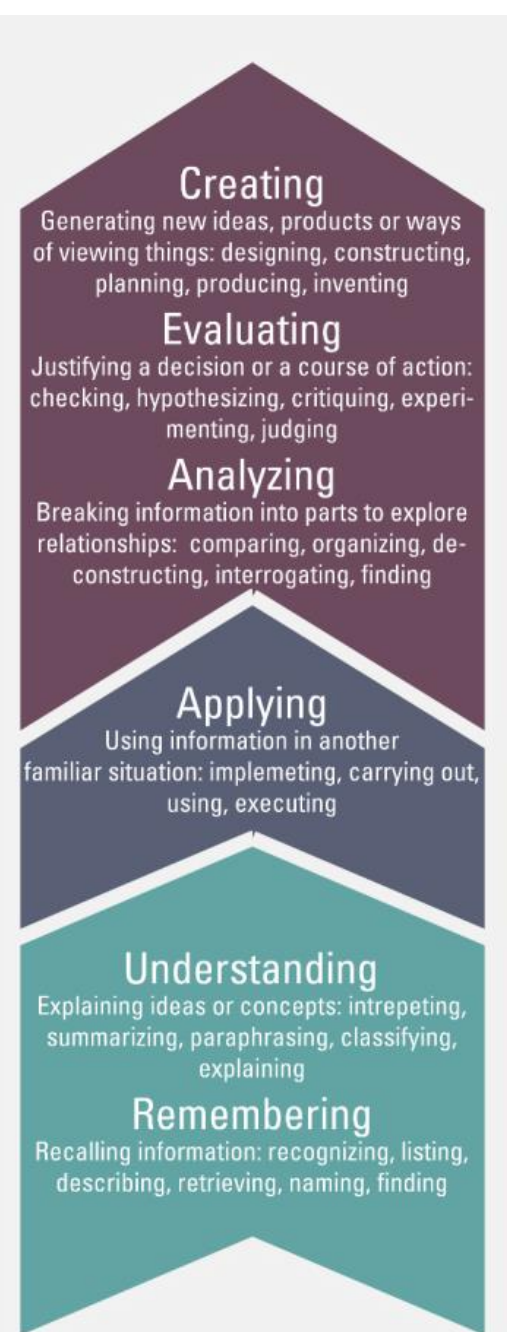 Creating
Generating new ideas, products or ways
of viewing things: designing, constructing,
planning, producing, inventing
Evaluating
Justifying a decision or a course of action:
checking, hypothesizing, critiquing, experi-
menting, judging
Analyzing
Breaking information into parts to explore
relationships: comparing, organizing, de-
constructing, interrogating, finding
Applying
Using information in another
familiar situation: implemeting, carrying out,
using, executing
Understanding
Explaining ideas or concepts: intrepeting,
summarizing, paraphrasing, classifying,
explaining
Remembering
Recalling information: recognizing, listing,
describing, retrieving, naming, finding